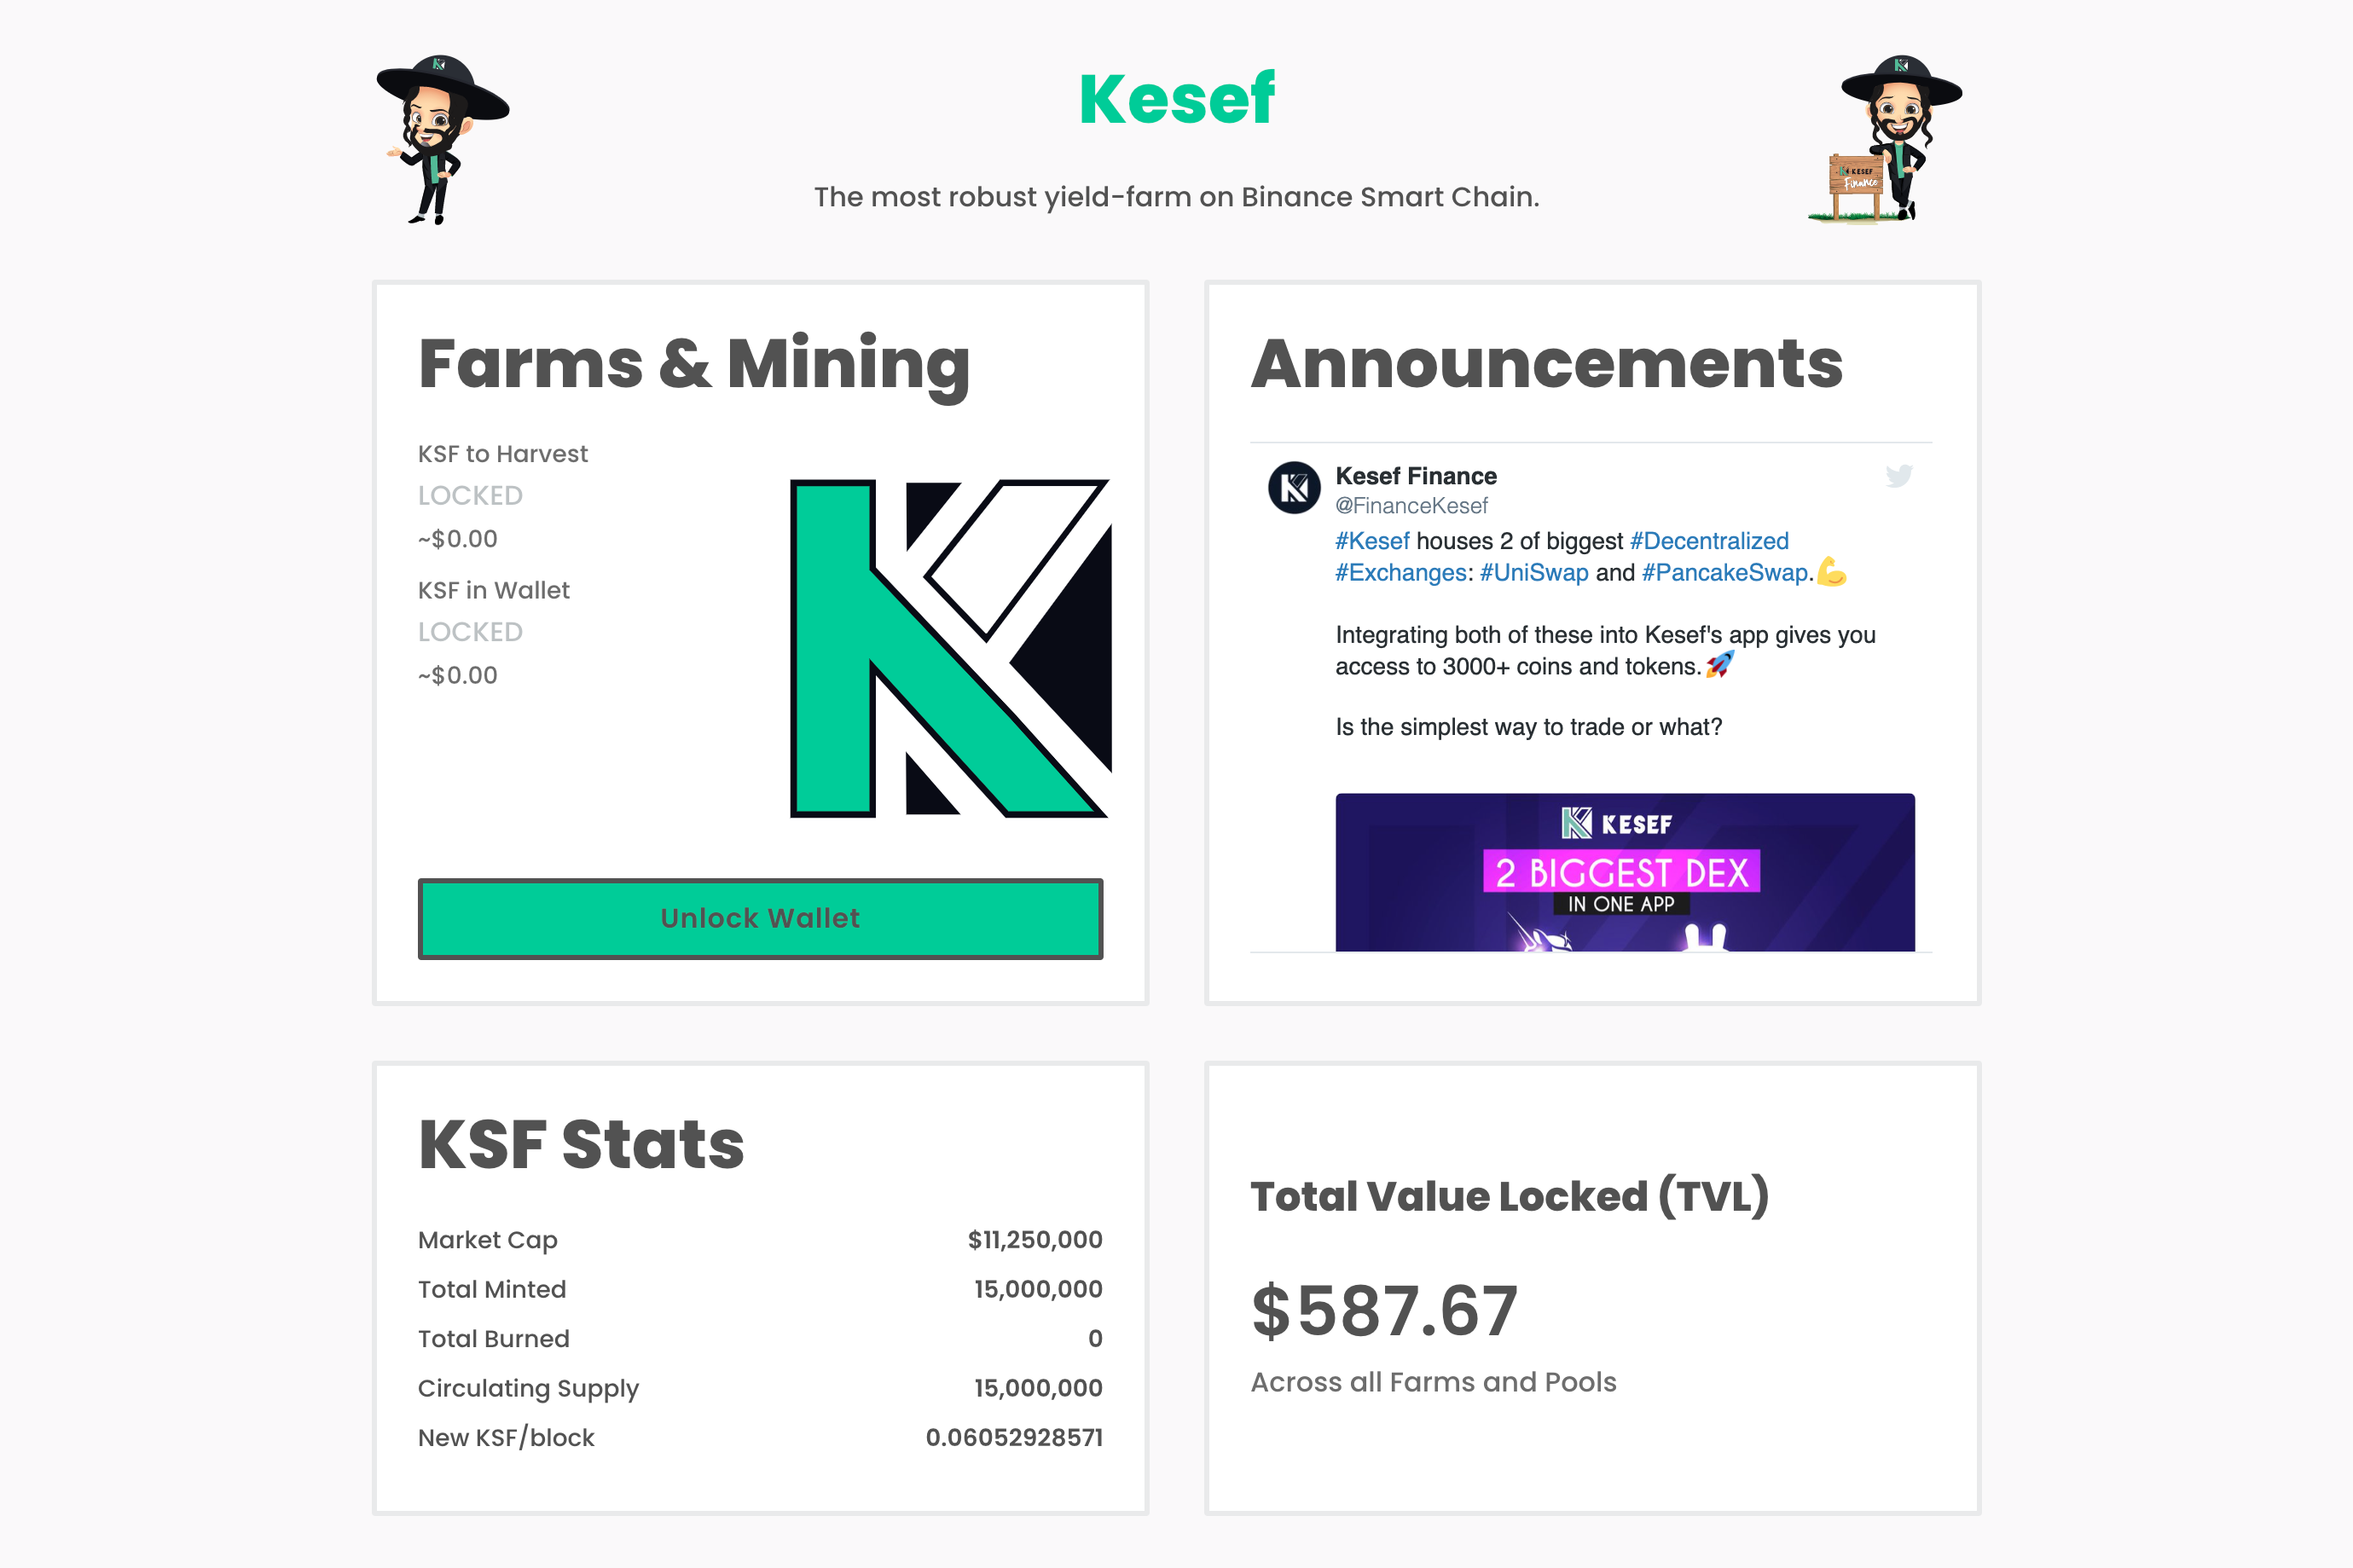 Kesef
The most robust yield-farm on Binance Smart Chain.
KESEF
Finance
Farms & Mining
KSF to Harvest
LOCKED
~$0.00
KSF in Wallet
LOCKED
~$0.00
Unlock Wallet
Announcements
Kesef Finance
@FinanceKesef
#Kesef houses 2 of biggest #Decentralized
#Exchanges: #UniSwap and #PancakeSwap.💪
Integrating both of these into Kesef's app gives you
access to 3000+ coins and tokens.🚀
Is the simplest way to trade or what?
KESEF
2 BIGGEST DEX
IN ONE APP
KSF Stats
Market Cap $11,250,000
Total Minted 15,000,000
Total Burned 0
Circulating Supply 15,000,000
New KSF/block 0.06052928571
Total Value Locked (TVL)
$587.67
Across all Farms and Pools